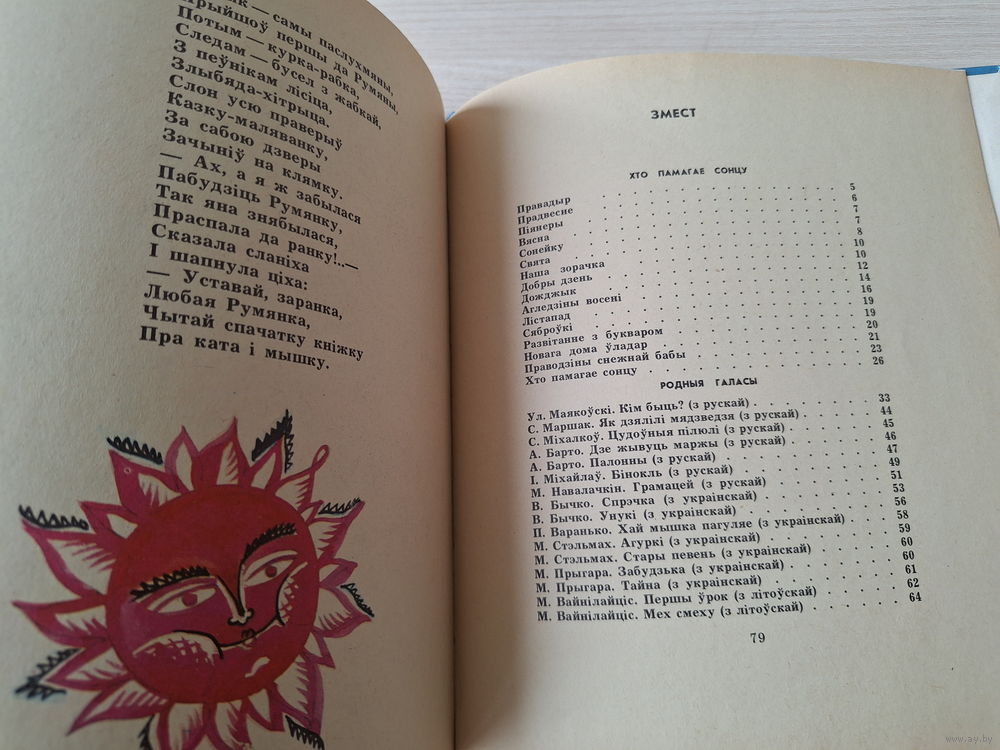 самы паслухмяны,
Прыйшоў першы да Румяны,
Потым — курка-рабка,
Следам — бусел з жабкай,
З пеўнікам лісіца,
Злыбяда-хітрыца.
Слон усю праверыў
Казку-маляванку,
За сабою дзверы
Зачыніў на клямку.
— Ах, а я ж забылася
Пабудзіць Румянку,
Так яна знябылася,
Праспала да ранку!..—
Сказала сланіха
І шапнула ціха:
— Уставай, заранка,
Любая Румянка,
Чытай спачатку кніжку
Пра ката і мышку.
ЗМЕСТ
ХТО ПАМАГАЕ СОНЦУ
Правадыр . . . 5
Прадвесне . . . 6
Піянеры . . . 7
Вясна . . . 7
Сонейку . . . 8
Свята . . . 10
Наша зорачка . . . 10
Добры дзень . . . 12
Дожджык . . . 14
Агледзіны восені . . . 16
Лістапад . . . 19
Сяброўкі . . . 19
Развітанне з букваром . . . 20
Новага дома ўладар . . . 21
Праводзіны снежнай бабы . . . 23
Хто памагае сонцу . . . 26
РОДНЫЯ ГАЛАСЫ
Ул. Маякоўскі. Кім быць? (з рускай) . . . 33
С. Маршак. Як дзялілі мядзведзя (з рускай) . . . 44
С. Міхалкоў. Цудоўныя пілюлі (з рускай) . . . 45
А. Барто. Дзе жывуць маржы (з рускай) . . . 46
А. Барто. Палонны (з рускай) . . . 47
І. Міхайлаў. Бінокль (з рускай) . . . 49
М. Навалачкін. Грамацей (з рускай) . . . 51
В. Бычко. Спрэчка (з украінскай) . . . 53
В. Бычко. Унукі (з украінскай) . . . 56
П. Варанько. Хай мышка пагуляе (з украінскай) . . . 58
М. Стэльмах. Агуркі (з украінскай) . . . 59
М. Стэльмах. Стары певень (з украінскай) . . . 60
М. Прыгара. Забудзька (з украінскай) . . . 60
М. Прыгара. Тайна (з украінскай) . . . 61
М. Вайнілайціс. Першы ўрок (з літоўскай) . . . 62
М. Вайнілайціс. Мех смеху (з літоўскай) . . . 64
79
www.ay.by